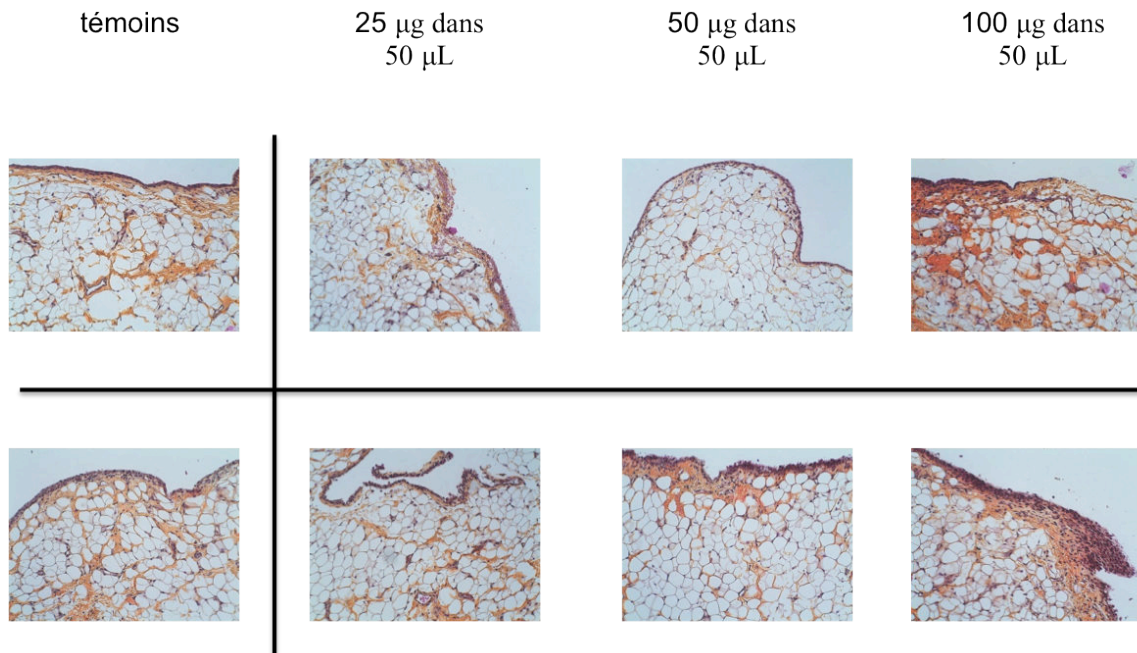 témoins
25 μg dans
50 μL
50 μg dans
50 μL
100 μg dans
50 μL